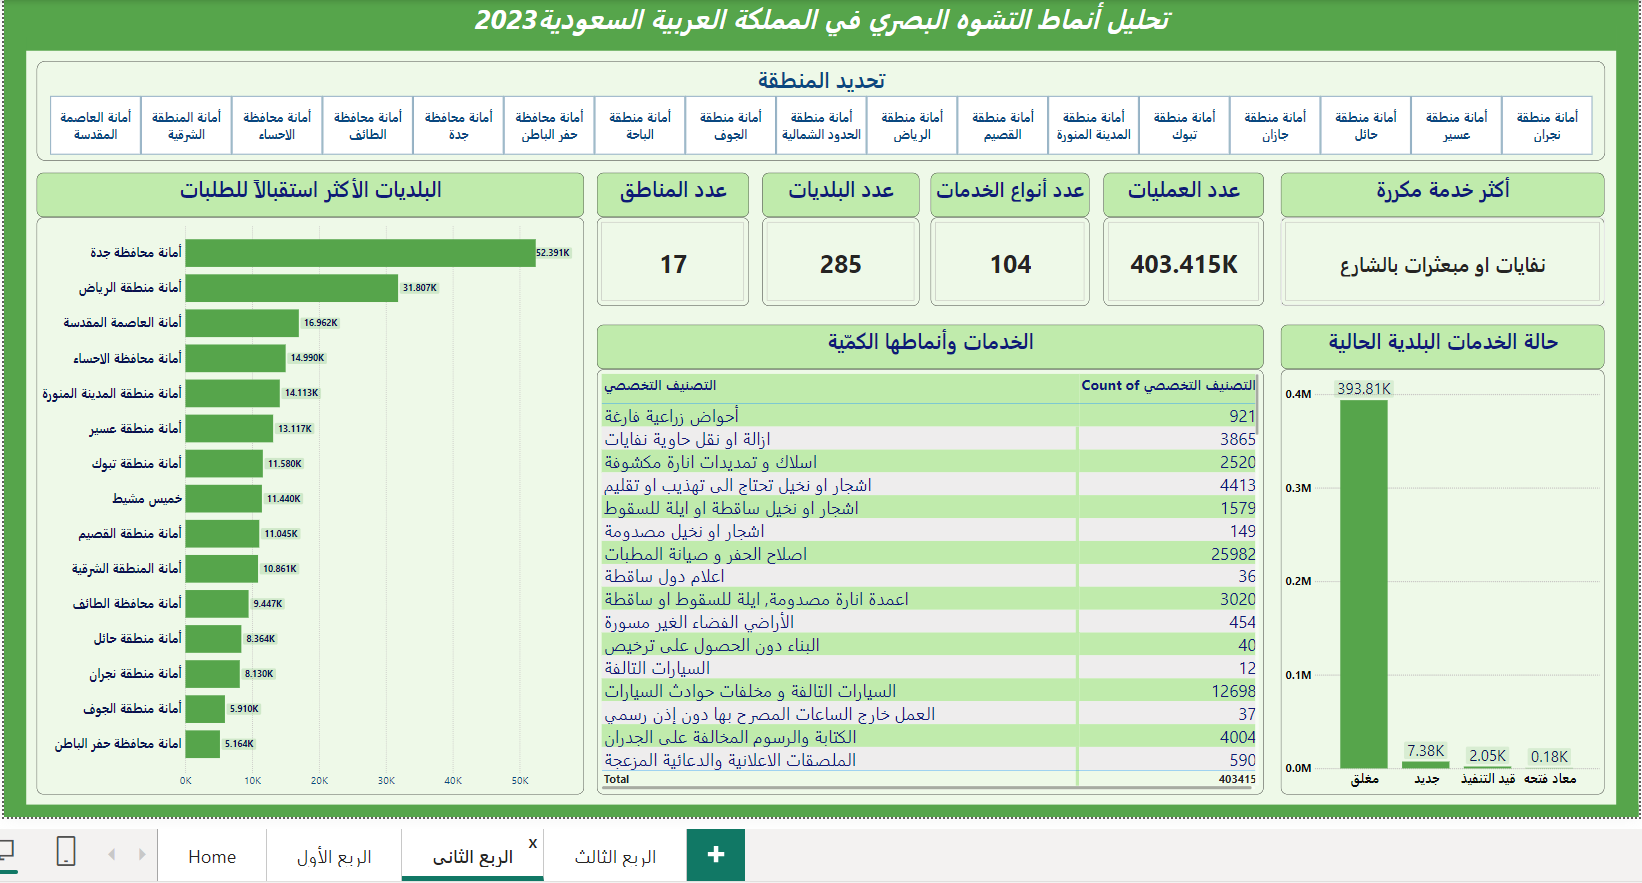 تحليل أنماط التشوه البصري في المملكة العربية السعودية2023
تحديد المنطقة
أمانة العاصمة المقدسة
أمانة المنطقة الشرقية
أمانة محافظة الاحساء
أمانة محافظة الطائف
أمانة محافظة جدة
أمانة محافظة حفر الباطن
أمانة منطقة الباحة
أمانة منطقة الجوف
أمانة منطقة الحدود الشمالية
أمانة منطقة الرياض
أمانة منطقة القصيم
أمانة منطقة المدينة المنورة
أمانة منطقة تبوك
أمانة منطقة جازان
أمانة منطقة حائل
أمانة منطقة عسير
أمانة منطقة نجران
البلديات الأكثر استقبالاً للطلبات
أمانة محافظة جدة 52.391K
أمانة منطقة الرياض 31.807K
أمانة العاصمة المقدسة 16.962K
أمانة محافظة الاحساء 14.990K
أمانة منطقة المدينة المنورة 14.113K
أمانة منطقة عسير 13.117K
أمانة منطقة تبوك 11.580K
خميس مشيط 11.440K
أمانة منطقة القصيم 11.045K
أمانة المنطقة الشرقية 10.861K
أمانة محافظة الطائف 9.447K
أمانة منطقة حائل 8.364K
أمانة منطقة نجران 8.130K
أمانة منطقة الجوف 5.910K
امانة محافظة حفر الباطن 5.164K
0K 10K 20K 30K 40K 50K
عدد المناطق
17
عدد البلديات
285
عدد أنواع الخدمات
104
عدد العمليات
403.415K
أكثر خدمة مكررة
نفايات او مبعثرات بالشارع
الخدمات وأنماطها الكمّية
التصنيف التخصصي Count of التصنيف التخصصي
أحواض زراعية فارغة 921
ازالة او نقل حاوية نفايات 3865
اسلاك و تمديدات انارة مكشوفة 2520
اشجار او نخيل تحتاج الى تهذيب او تقليم 4413
اشجار او نخيل ساقطة او ايلة للسقوط 1579
اشجار او نخيل مصدومة 149
اصلاح الحفر و صيانة المطبات 25982
اعلام دول ساقطة 36
اعمدة انارة مصدومة, ايلة للسقوط او ساقطة 3020
الأراضي الفضاء الغير مسورة 454
البناء دون الحصول على ترخيص 40
السيارات التالفة 12
السيارات التالفة و مخلفات حوادث السيارات 12698
العمل خارج الساعات المصرح بها دون إذن رسمي 37
الكتابة والرسوم المخالفة على الجدران 4004
الملصقات الاعلانية والدعائية المزعجة 590
Total 403415
حالة الخدمات البلدية الحالية
0.4M
0.3M
0.2M
0.1M
0.0M
393.81K
7.38K
2.05K
0.18K
مغلق
جديد
قيد التنفيذ
معاد فتحه
Home
الربع الأول
الربع الثاني x
الربع الثالث
+